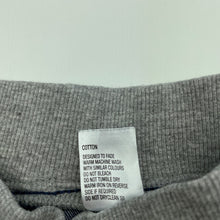 COTTON
DESIGNED TO FADE
WARM MACHINE WASH
WITH SIMILAR COLOURS
DO NOT BLEACH
DO NOT TUMBLE DRY
WARM IRON ON REVERSE
SIDE IF REQUIRED
DO NOT DRYCLEAN